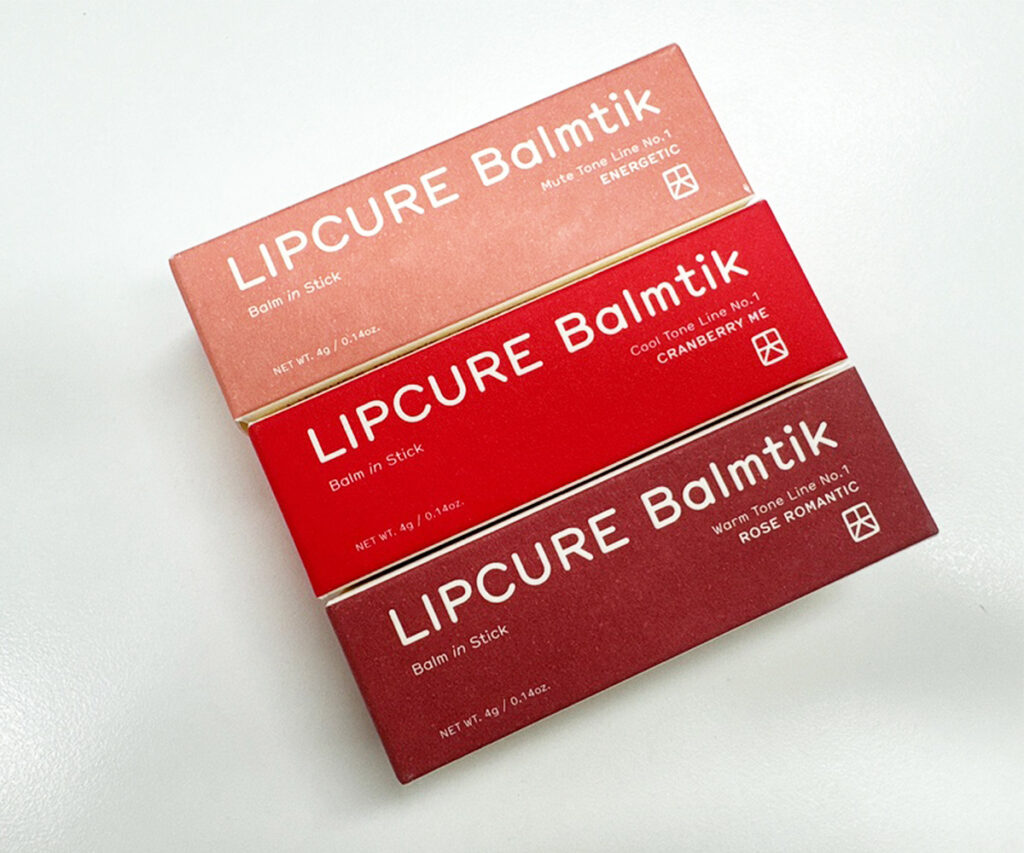 LIPCURE Balmtik
Mute Tone Line No.1
ENERGETIC
Balm in Stick
NET WT. 4g / 0.14oz.
LIPCURE Balmtik
Cool Tone Line No.1
CRANBERRY ME
Balm in Stick
NET WT. 4g / 0.14oz.
LIPCURE Balmtik
Warm Tone Line No.1
ROSE ROMANTIC
Balm in Stick
NET WT. 4g / 0.14oz.